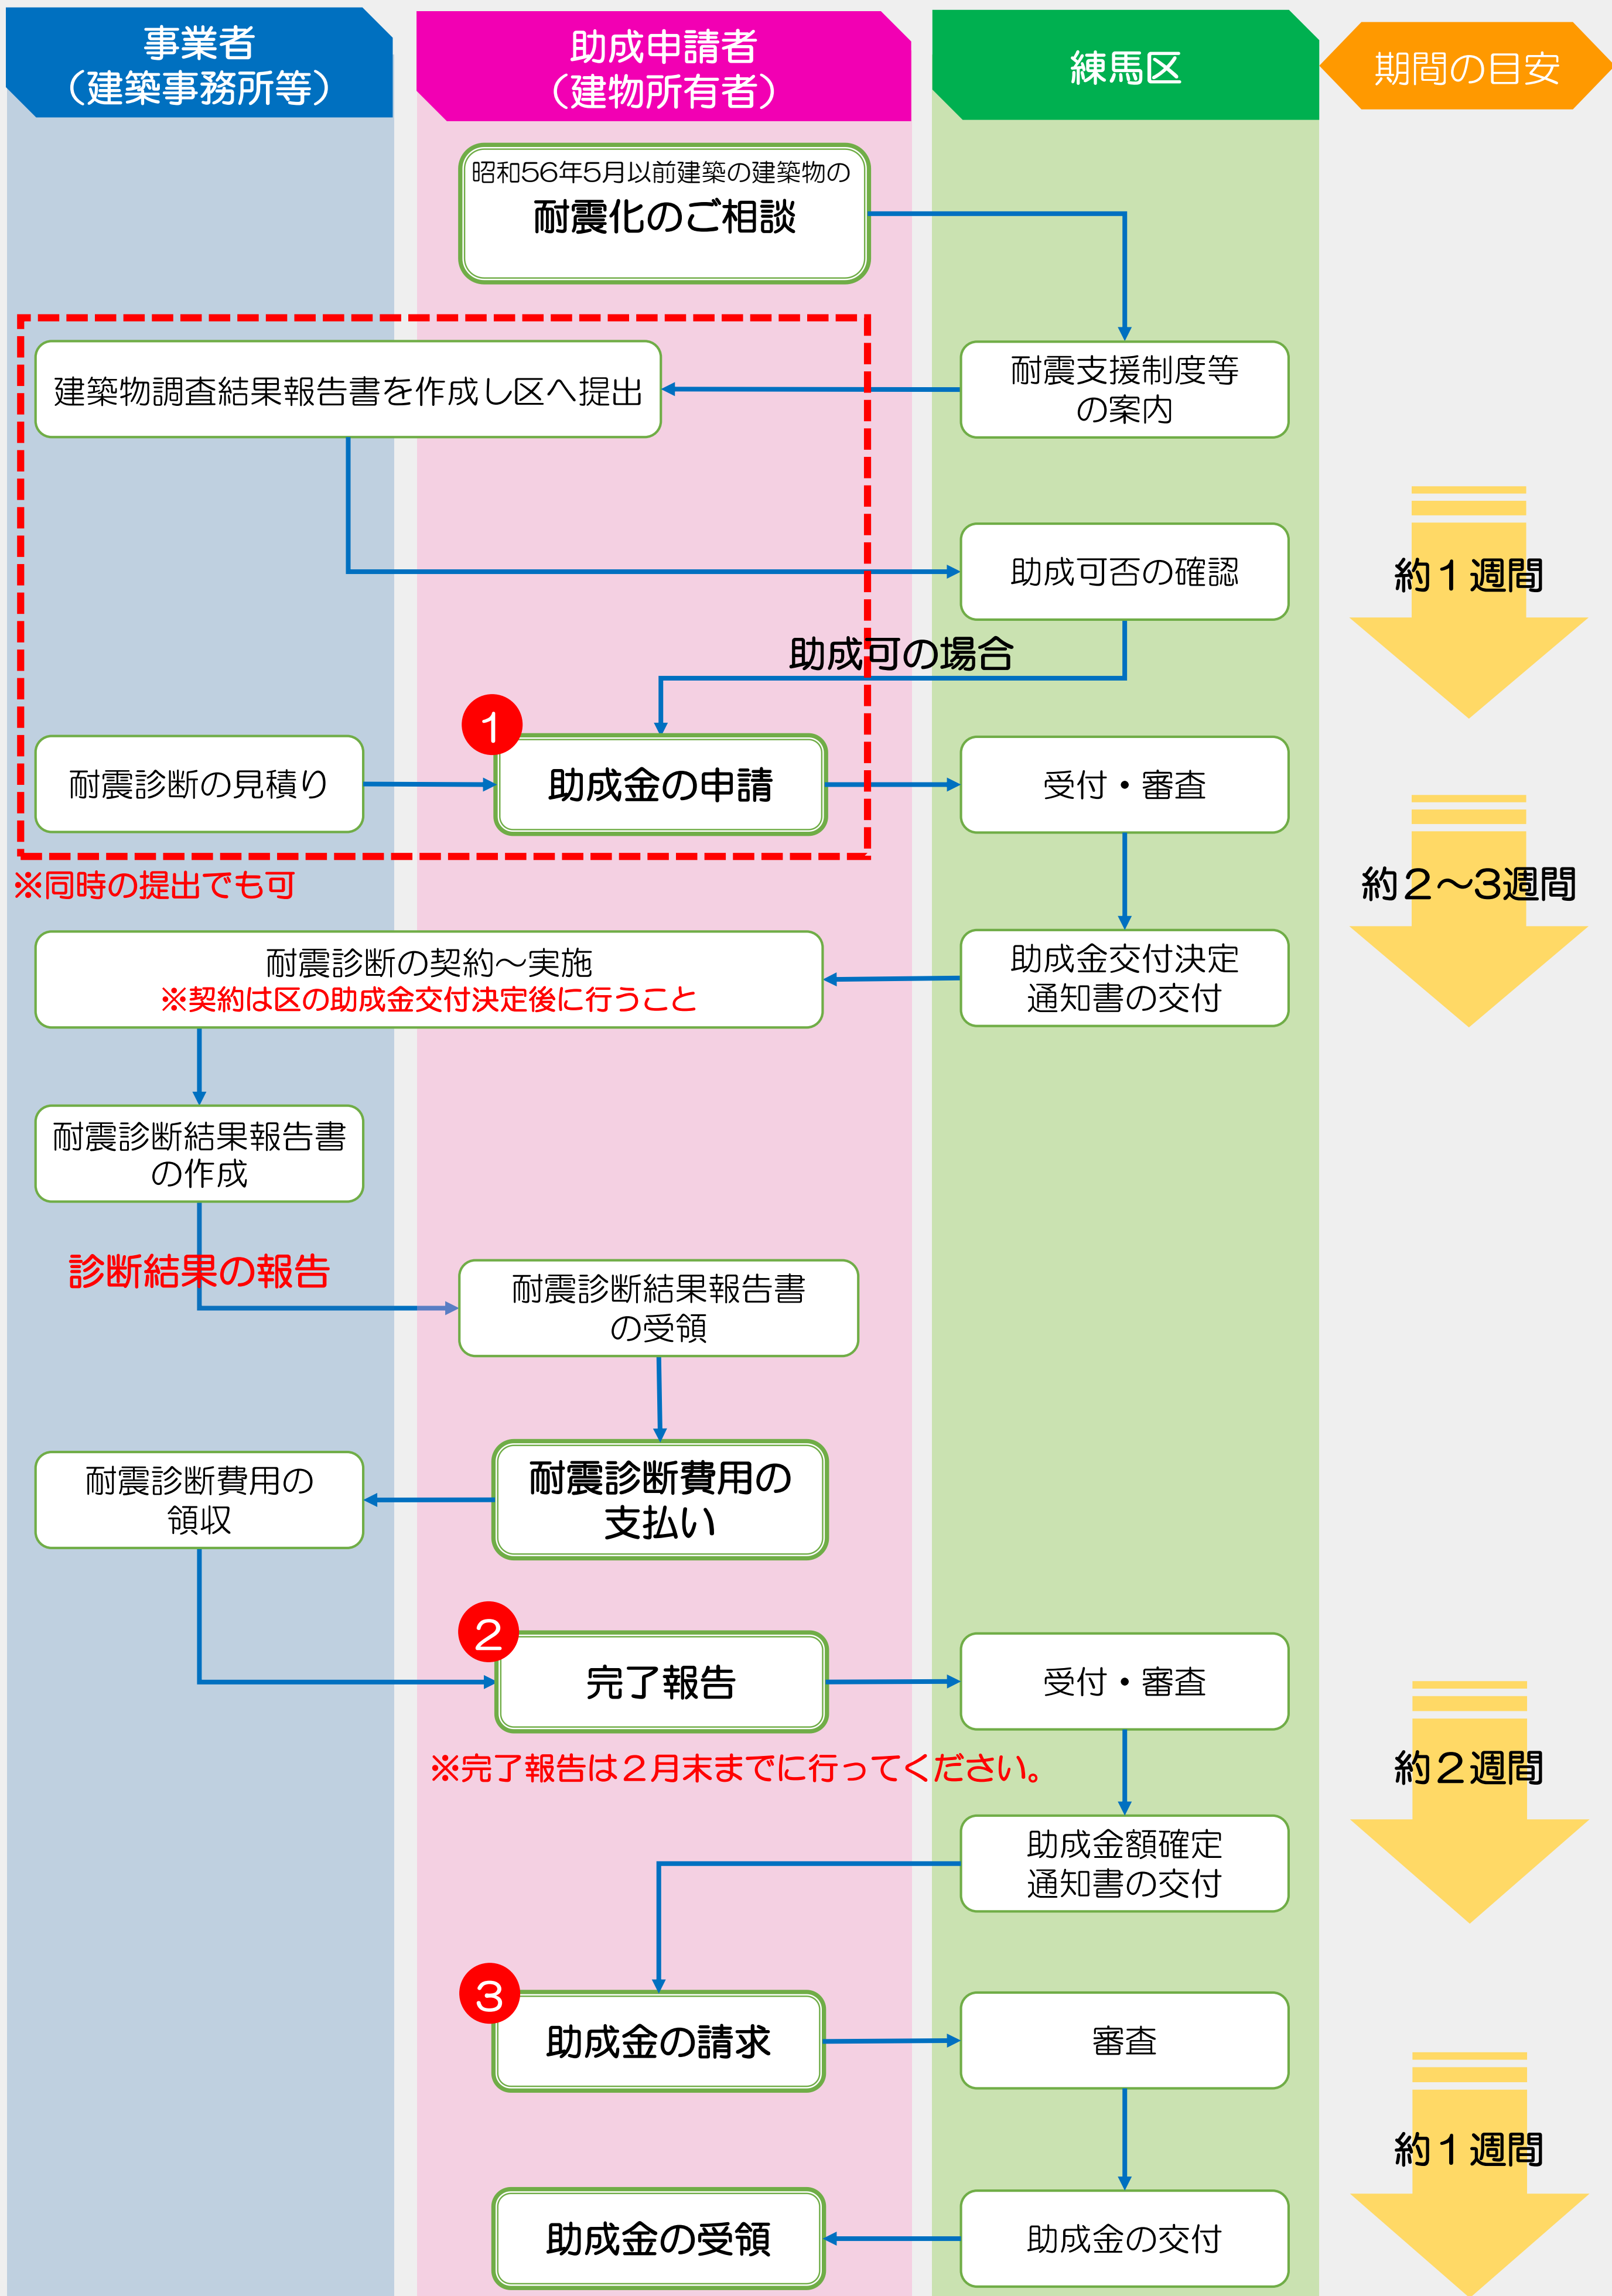 事業者
（建築事務所等）
助成申請者
（建物所有者）
練馬区
期間の目安
昭和56年5月以前建築の建築物の
耐震化のご相談
建築物調査結果報告書を作成し区へ提出
耐震支援制度等
の案内
助成可否の確認
約１週間
助成可の場合
1
耐震診断の見積り
助成金の申請
受付・審査
※同時の提出でも可
約２～3週間
耐震診断の契約～実施
※契約は区の助成金交付決定後に行うこと
助成金交付決定
通知書の交付
耐震診断結果報告書
の作成
診断結果の報告
耐震診断結果報告書
の受領
耐震診断費用の
領収
耐震診断費用の
支払い
2
完了報告
受付・審査
※完了報告は２月末までに行ってください。
約２週間
助成金額確定
通知書の交付
3
助成金の請求
審査
約１週間
助成金の受領
助成金の交付